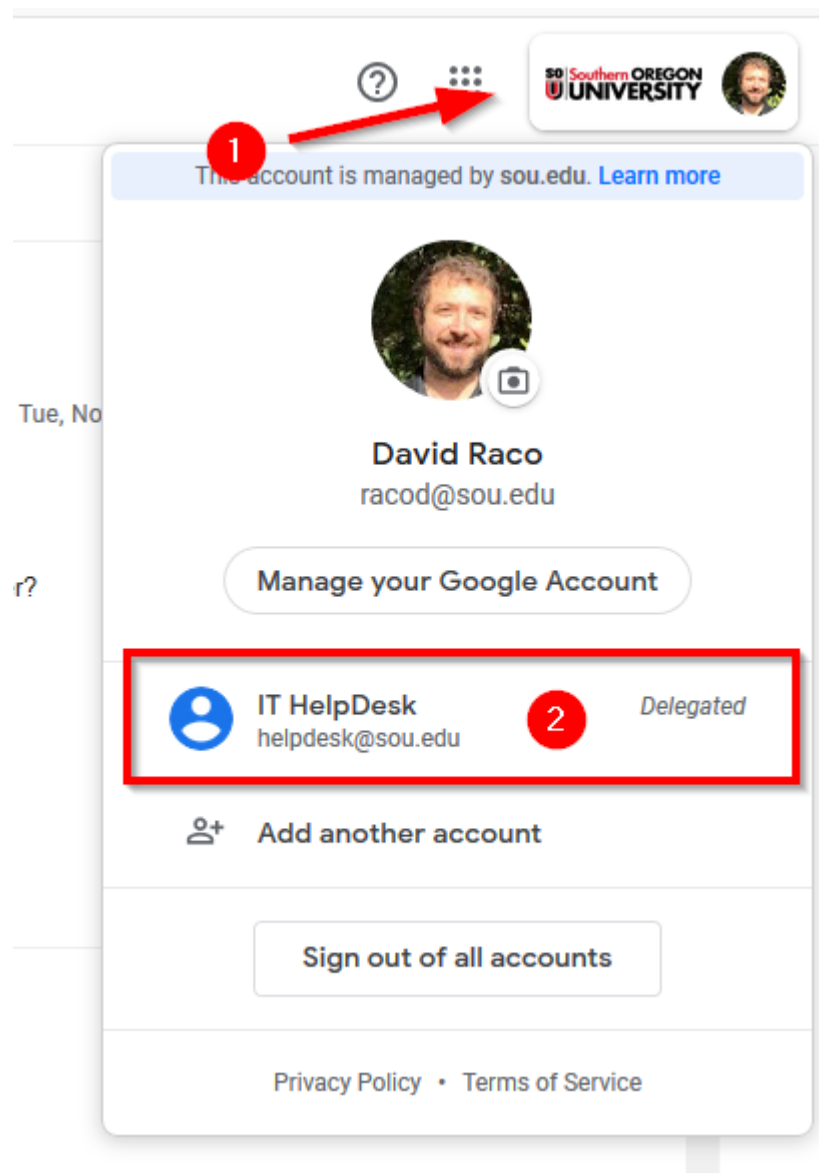 SO Southern OREGON
U UNIVERSITY
1
This account is managed by sou.edu. Learn more
Tue, No
David Raco
racod@sou.edu
r?
Manage your Google Account
IT HelpDesk
2
Delegated
helpdesk@sou.edu
Add another account
Sign out of all accounts
Privacy Policy • Terms of Service